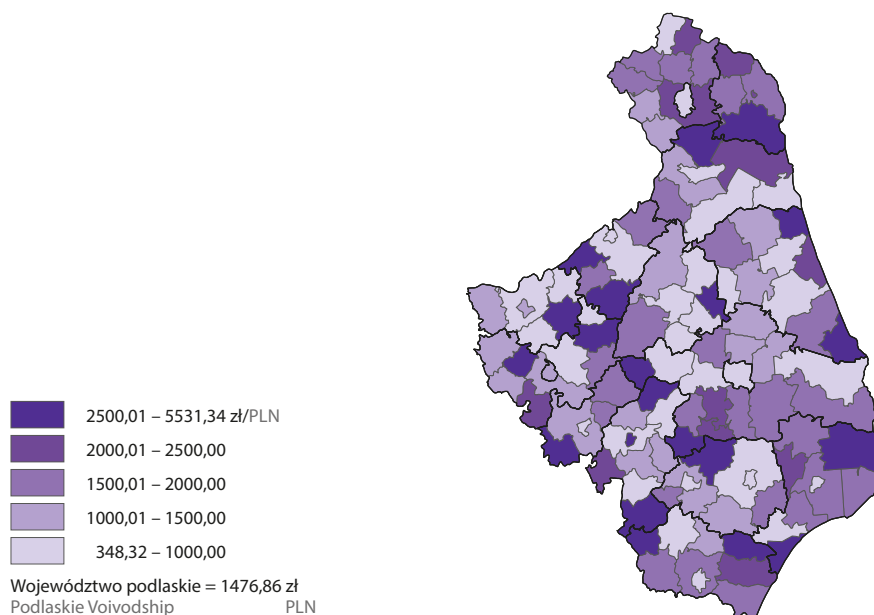 2500,01 – 5531,34 zł/PLN
2000,01 – 2500,00
1500,01 – 2000,00
1000,01 – 1500,00
348,32 – 1000,00
Województwo podlaskie = 1476,86 zł
Podlaskie Voivodship PLN